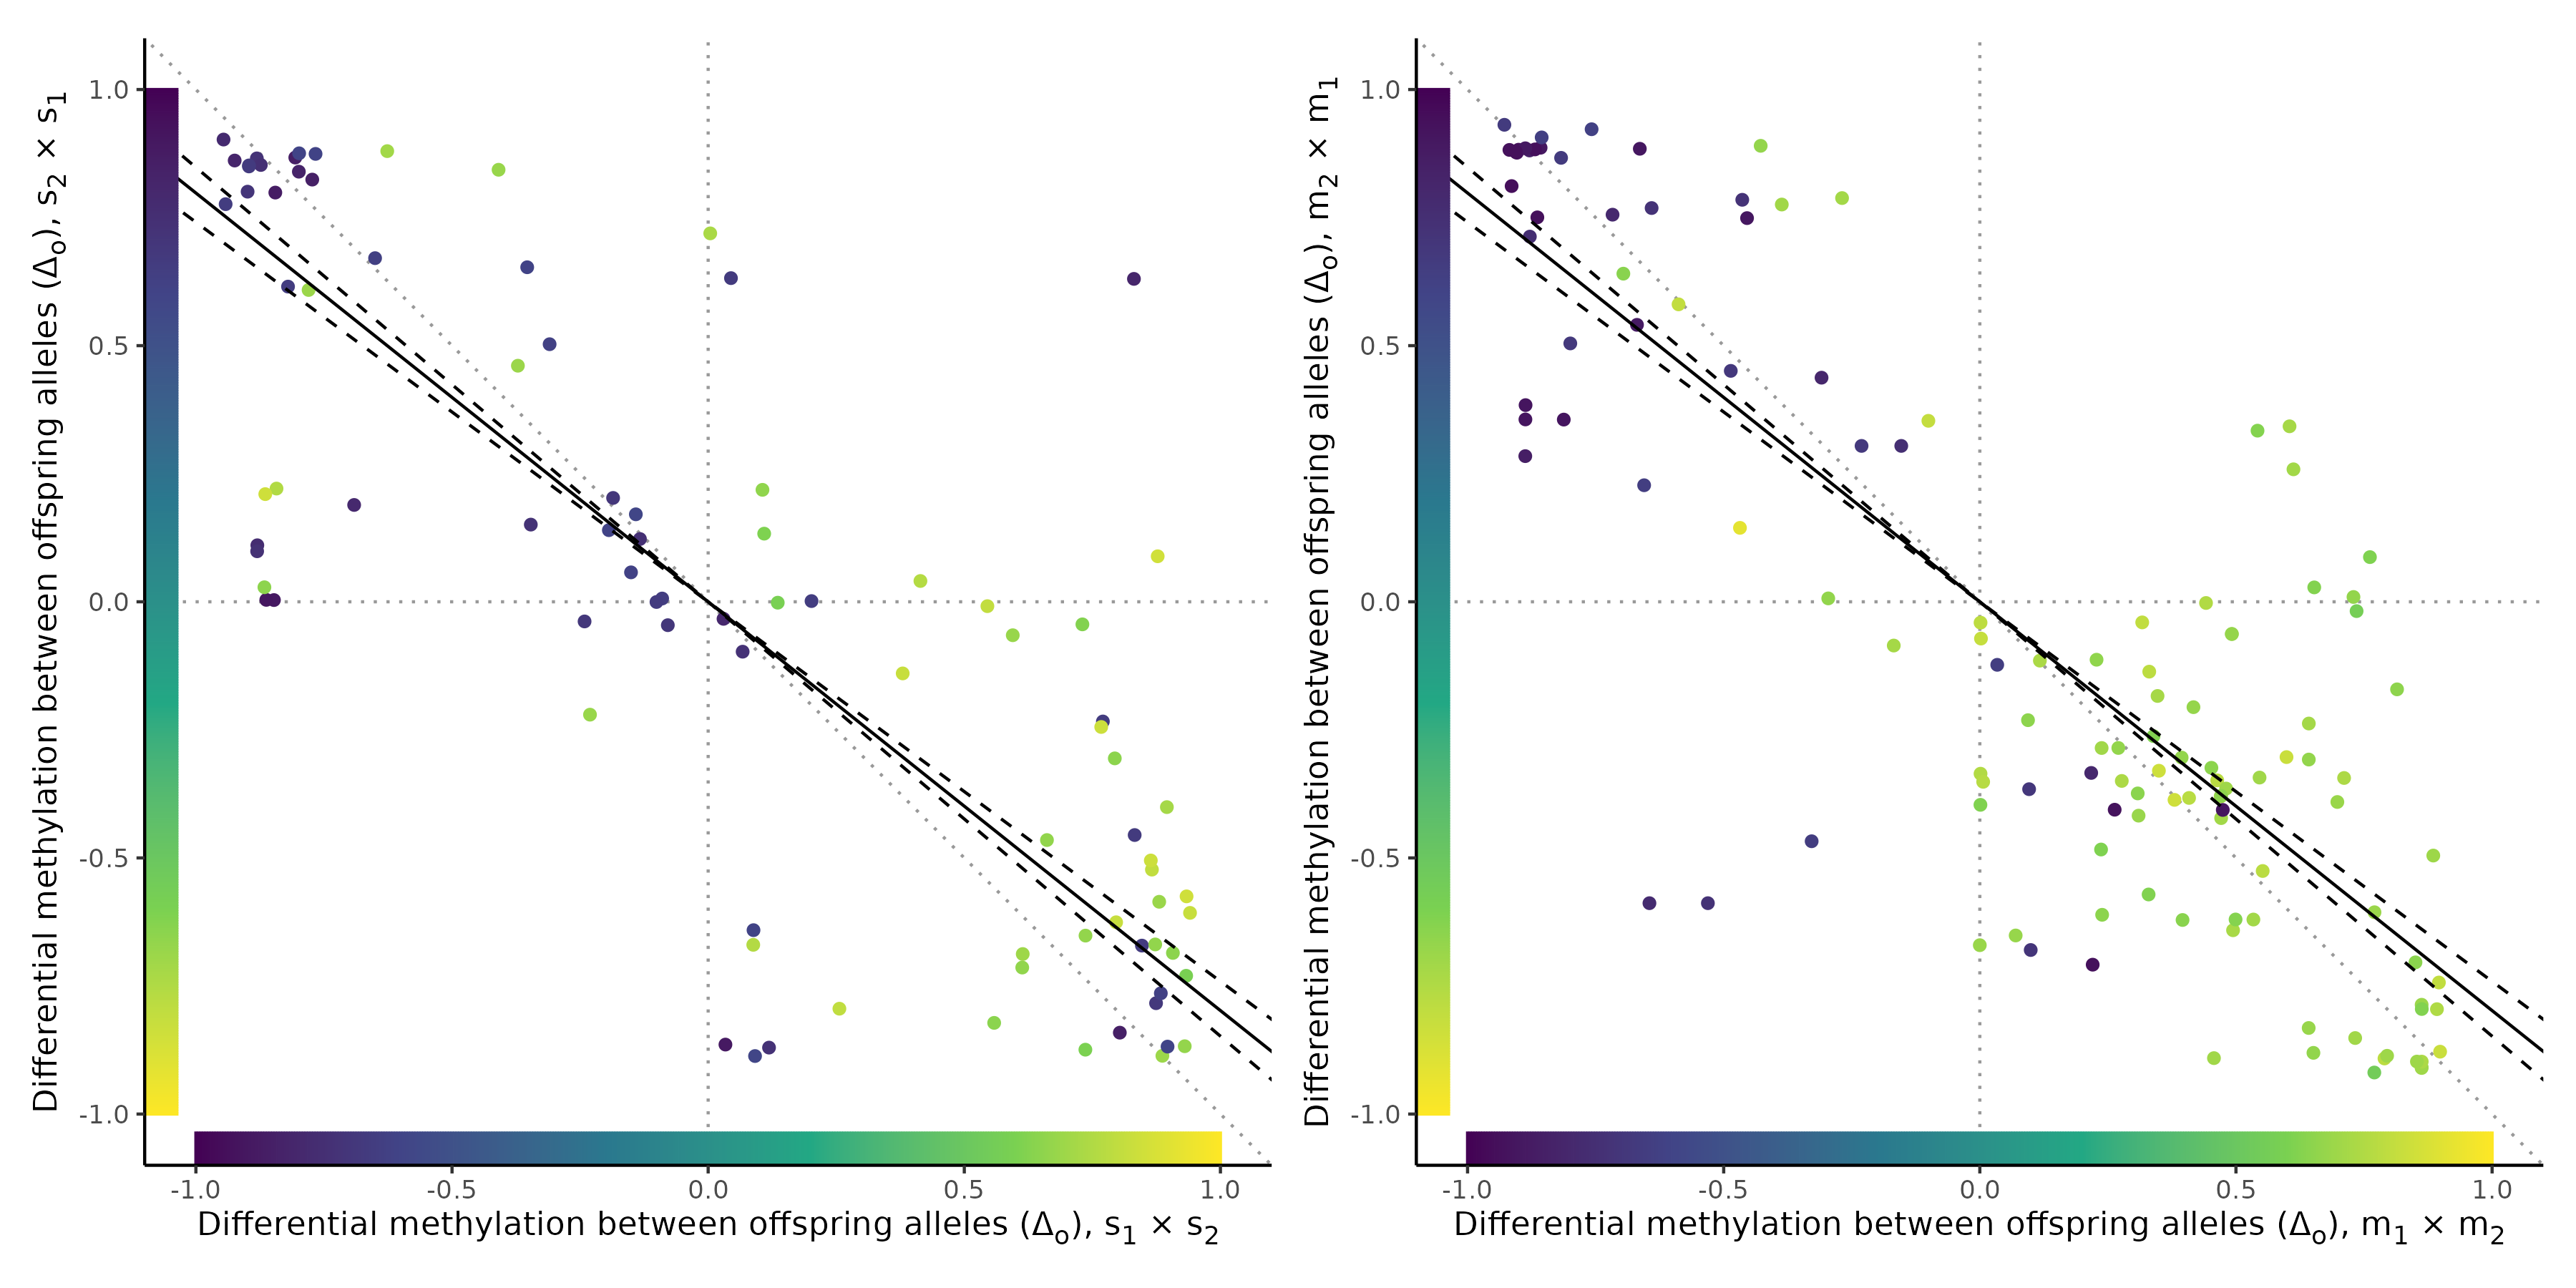 Differential methylation between offspring alleles (Δo), s2 × s1
1.0
0.5
0.0
-0.5
-1.0
-1.0 -0.5 0.0 0.5 1.0
Differential methylation between offspring alleles (Δo), s1 × s2
Differential methylation between offspring alleles (Δo), m2 × m1
1.0
0.5
0.0
-0.5
-1.0
-1.0 -0.5 0.0 0.5 1.0
Differential methylation between offspring alleles (Δo), m1 × m2